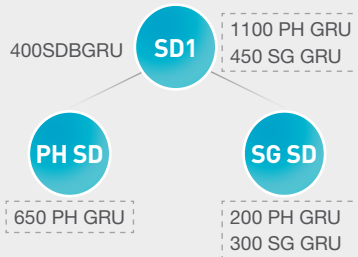 400SDBGRU
SD1
1100 PH GRU
450 SG GRU
PH SD
SG SD
650 PH GRU
200 PH GRU
300 SG GRU